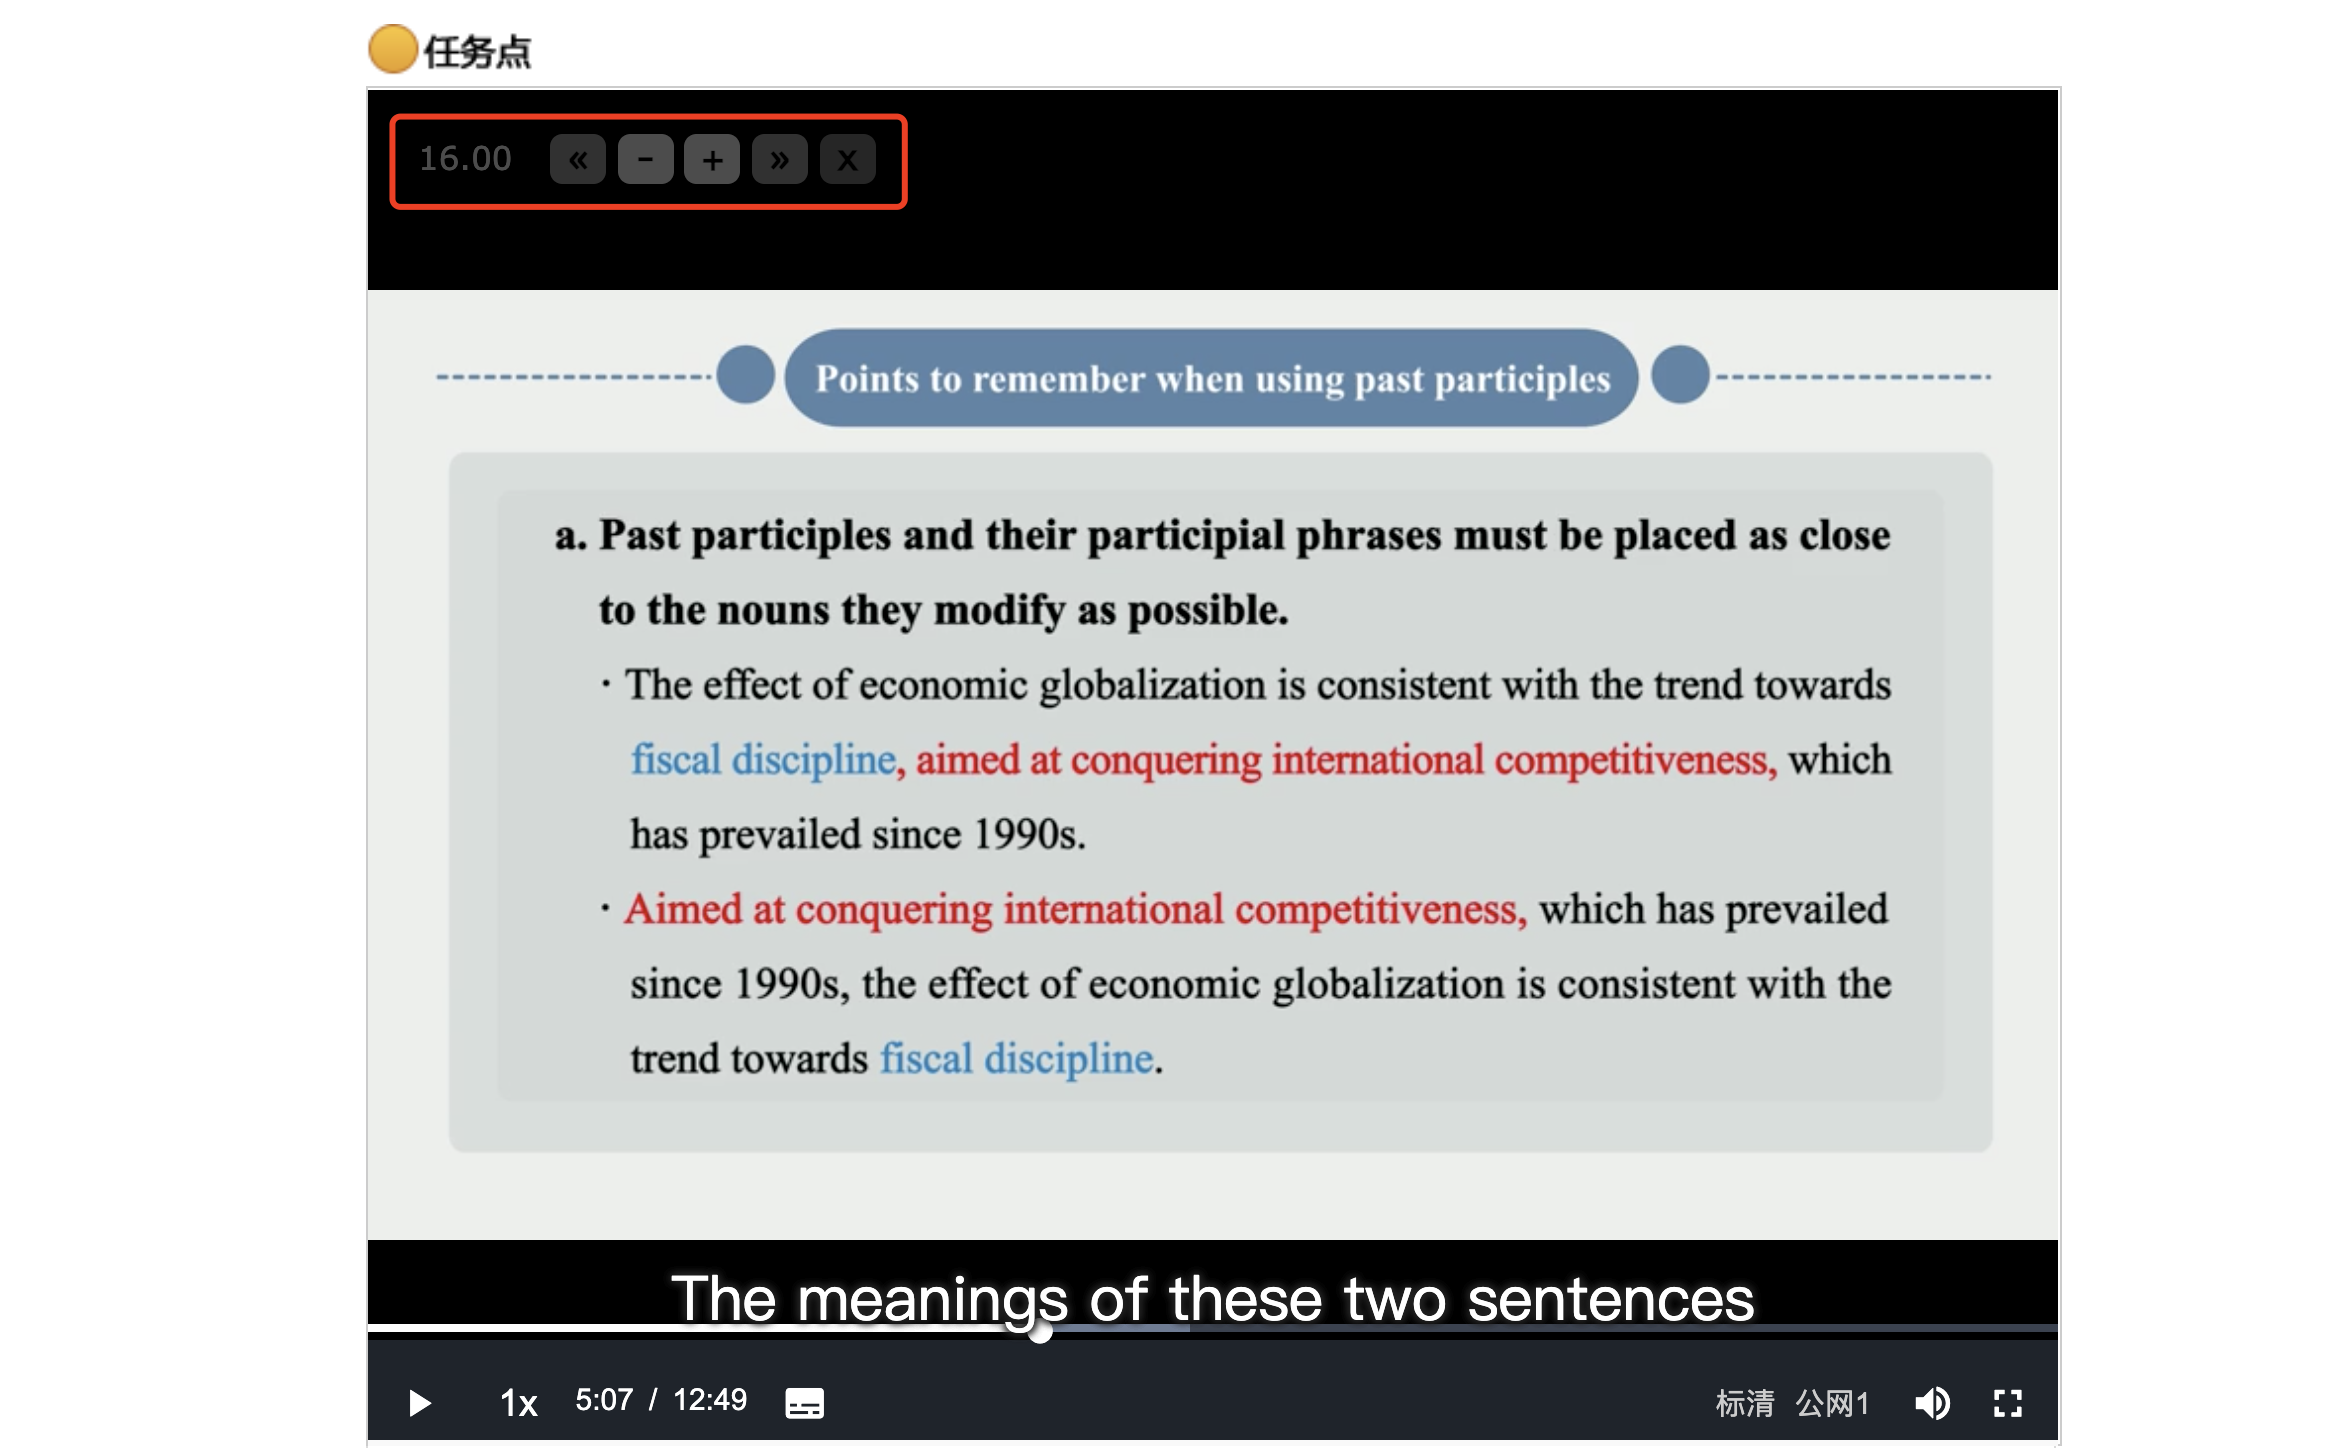 任务点
16.00 « - + » x
Points to remember when using past participles
a. Past participles and their participial phrases must be placed as close
to the nouns they modify as possible.
· The effect of economic globalization is consistent with the trend towards
fiscal discipline, aimed at conquering international competitiveness, which
has prevailed since 1990s.
· Aimed at conquering international competitiveness, which has prevailed
since 1990s, the effect of economic globalization is consistent with the
trend towards fiscal discipline.
The meanings of these two sentences
1x 5:07 / 12:49 标清 公网1